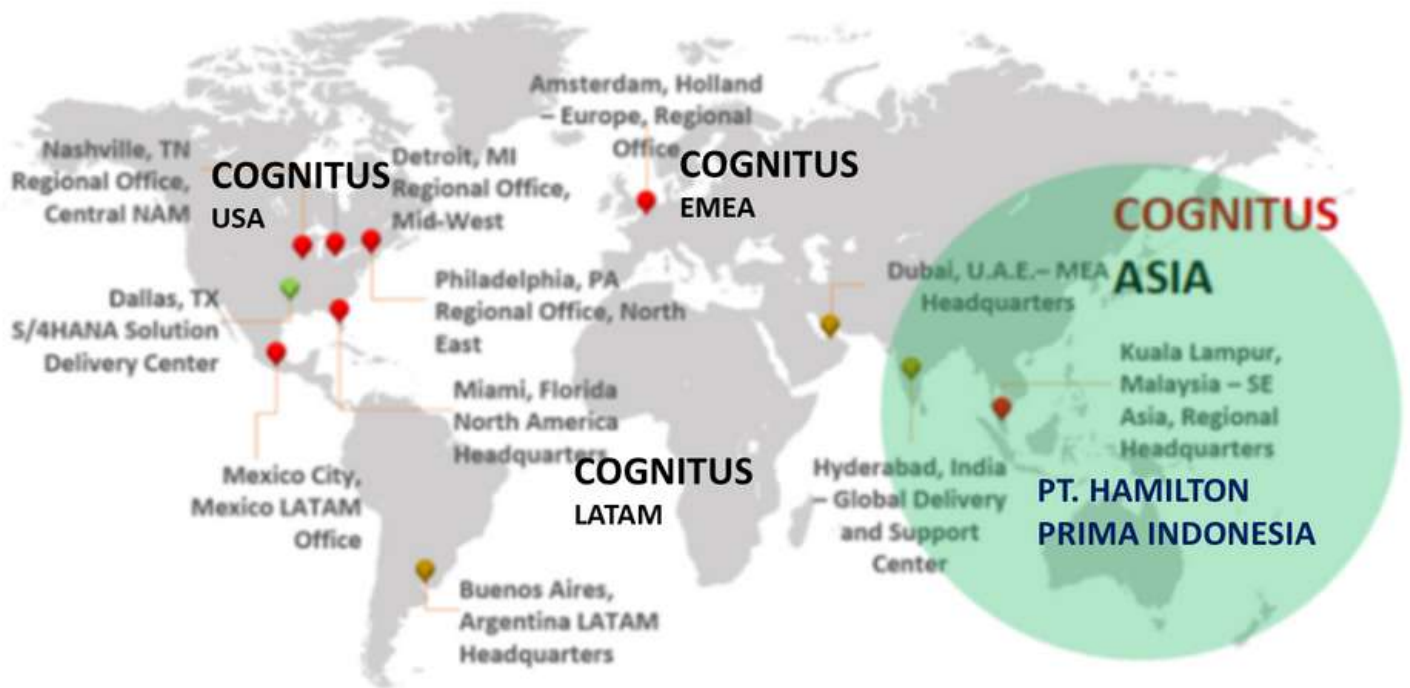 Nashville, TN
Regional Office,
Central NAM
COGNITUS
USA
Detroit, MI
Regional Office,
Mid-West
Amsterdam, Holland
– Europe, Regional
Office
COGNITUS
EMEA
COGNITUS
ASIA
Dubai, U.A.E.– MEA
Headquarters
Dallas, TX
S/4HANA Solution
Delivery Center
Philadelphia, PA
Regional Office, North
East
Kuala Lampur,
Malaysia – SE
Asia, Regional
Headquarters
Miami, Florida
North America
Headquarters
Mexico City,
Mexico LATAM
Office
COGNITUS
LATAM
Hyderabad, India
– Global Delivery
and Support
Center
PT. HAMILTON
PRIMA INDONESIA
Buenos Aires,
Argentina LATAM
Headquarters